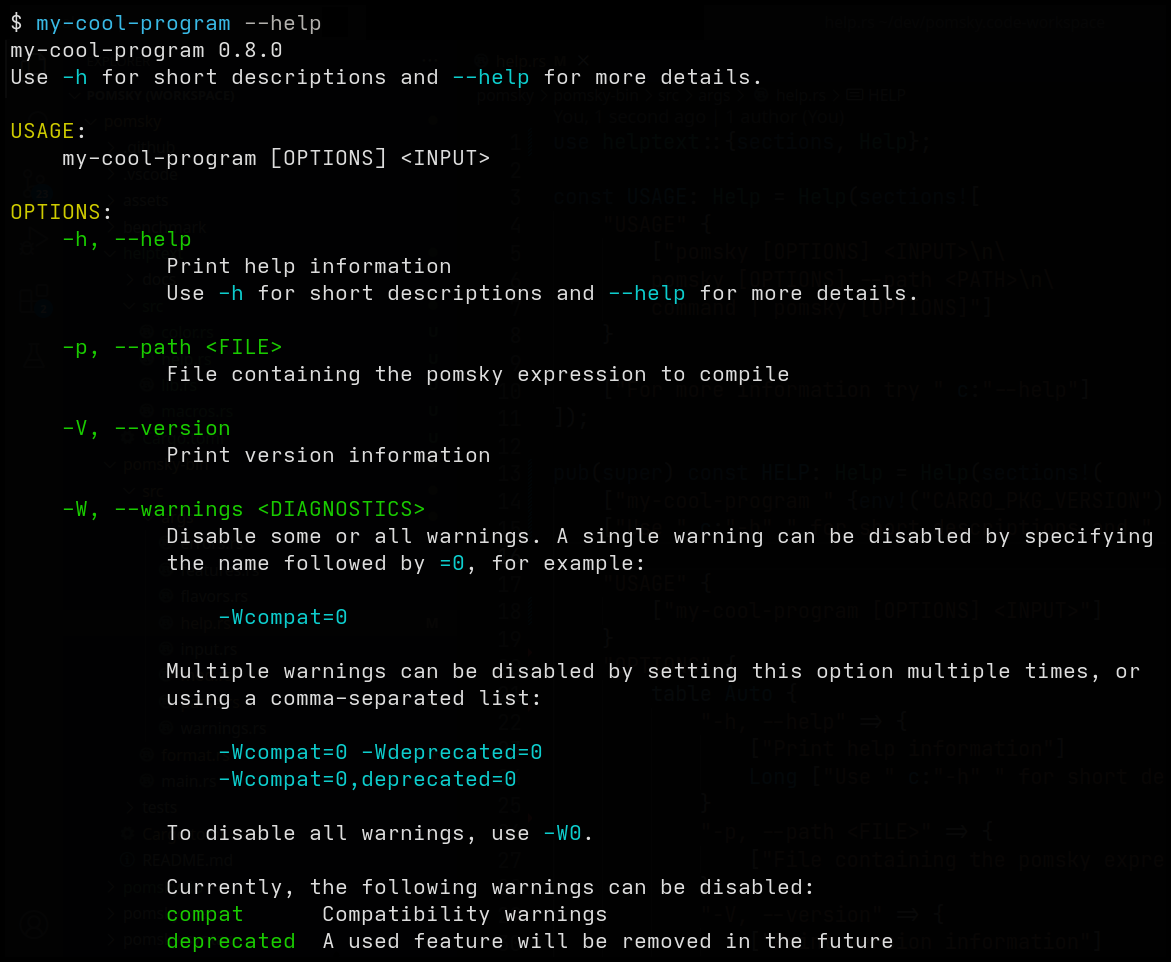 $ my-cool-program --help
my-cool-program 0.8.0
Use -h for short descriptions and --help for more details.
USAGE:
my-cool-program [OPTIONS] <INPUT>
OPTIONS:
-h, --help
Print help information
Use -h for short descriptions and --help for more details.
-p, --path <FILE>
File containing the pomsky expression to compile
-V, --version
Print version information
-W, --warnings <DIAGNOSTICS>
Disable some or all warnings. A single warning can be disabled by specifying
the name followed by =0, for example:
-Wcompat=0
Multiple warnings can be disabled by setting this option multiple times, or
using a comma-separated list:
-Wcompat=0 -Wdeprecated=0
-Wcompat=0,deprecated=0
To disable all warnings, use -W0.
Currently, the following warnings can be disabled:
compat Compatibility warnings
deprecated A used feature will be removed in the future